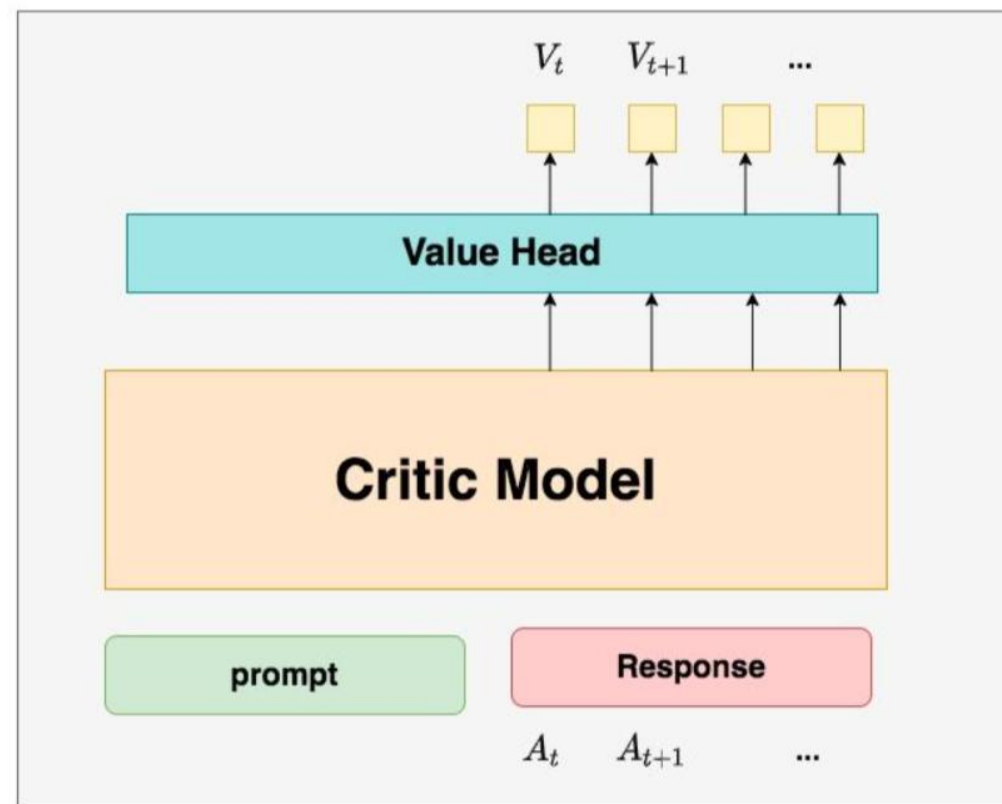 V_t V_{t+1} ...
Value Head
Critic Model
prompt Response
A_t A_{t+1} ...